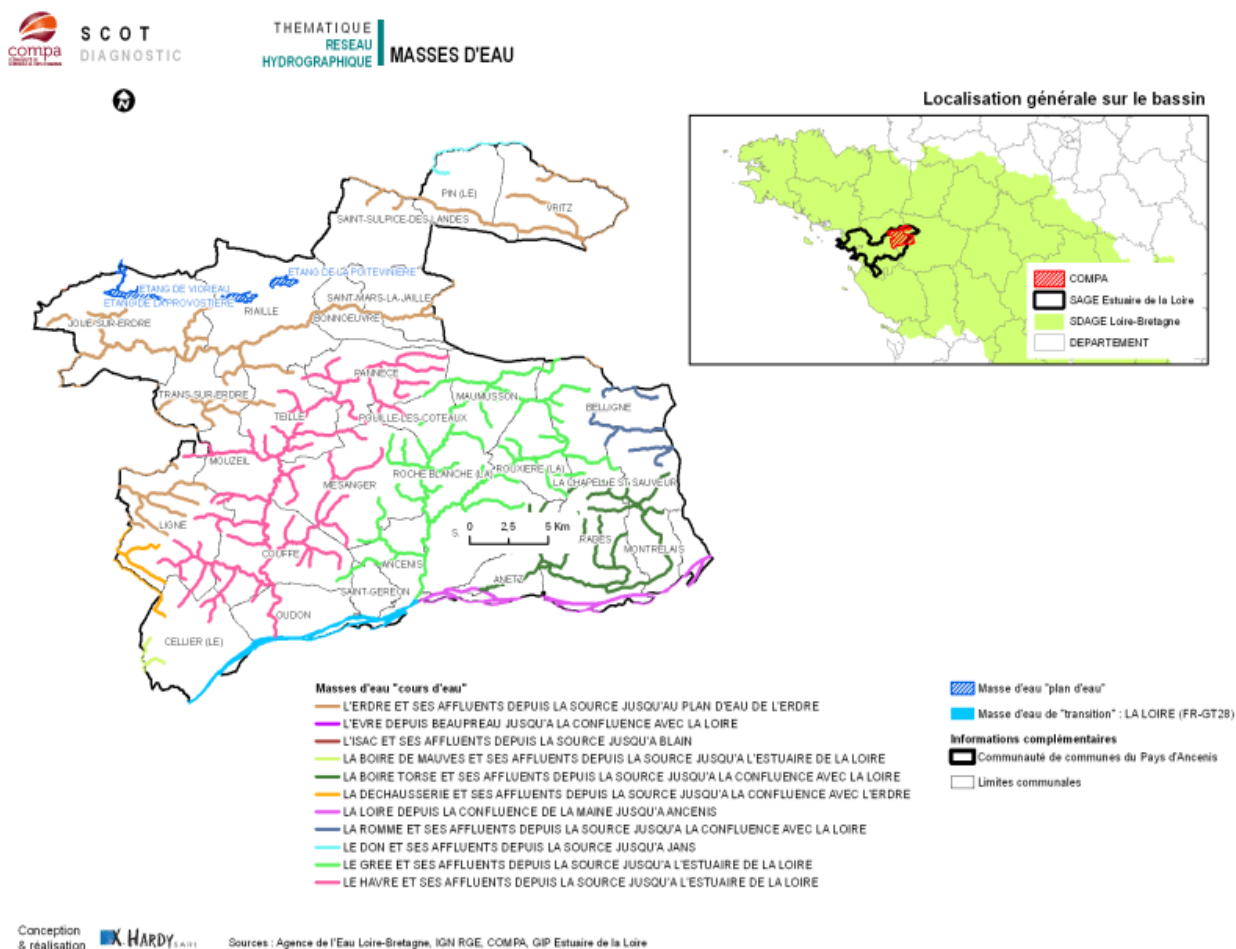 compa
SCOT
DIAGNOSTIC
THEMATIQUE
RESEAU
HYDROGRAPHIQUE
MASSES D'EAU
N
Localisation générale sur le bassin
COMPA
SAGE Estuaire de la Loire
SDAGE Loire-Bretagne
DEPARTEMENT
PIN (LE)
VRITZ
SAINT-SULPICE-DES-LANDES
ETANG DE LA POITEVINIERE
ETANG DE VIOREAU
ETANG DE LA PROVOSTIERE
RIAILLE
SAINT-MARS-LA-JAILLE
BONNOEUVRE
JOUE-SUR-ERDRE
PANNECE
TRANS-SUR-ERDRE
MAUMUSSON
BELLIGNE
TEILLE
POUILLE-LES-COTEAUX
MOUZEIL
MESANGER
ROCHE BLANCHE (LA)
ROUXIERE (LA)
LA CHAPELLE ST-SAUVEUR
LIGNE
S.
0 2,5 5 Km
RADES
MONTRELAIS
COUFFE
ANCENIS
ANETZ
SAINT-GEREON
OUDON
CELLIER (LE)
Masses d'eau "cours d'eau"
L'ERDRE ET SES AFFLUENTS DEPUIS LA SOURCE JUSQU'AU PLAN D'EAU DE L'ERDRE
L'EVRE DEPUIS BEAUPREAU JUSQU'A LA CONFLUENCE AVEC LA LOIRE
L'ISAC ET SES AFFLUENTS DEPUIS LA SOURCE JUSQU'A BLAIN
LA BOIRE DE MAUVES ET SES AFFLUENTS DEPUIS LA SOURCE JUSQU'A L'ESTUAIRE DE LA LOIRE
LA BOIRE TORSE ET SES AFFLUENTS DEPUIS LA SOURCE JUSQU'A LA CONFLUENCE AVEC LA LOIRE
LA DECHAUSSERIE ET SES AFFLUENTS DEPUIS LA SOURCE JUSQU'A LA CONFLUENCE AVEC L'ERDRE
LA LOIRE DEPUIS LA CONFLUENCE DE LA MAINE JUSQU'A ANCENIS
LA ROMME ET SES AFFLUENTS DEPUIS LA SOURCE JUSQU'A LA CONFLUENCE AVEC LA LOIRE
LE DON ET SES AFFLUENTS DEPUIS LA SOURCE JUSQU'A JANS
LE GREE ET SES AFFLUENTS DEPUIS LA SOURCE JUSQU'A L'ESTUAIRE DE LA LOIRE
LE HAVRE ET SES AFFLUENTS DEPUIS LA SOURCE JUSQU'A L'ESTUAIRE DE LA LOIRE
Masse d'eau "plan d'eau"
Masse d'eau de "transition" : LA LOIRE (FR-GT28)
Informations complémentaires
Communauté de communes du Pays d'Ancenis
Limites communales
Conception
& réalisation
X. HARDY SARL
Sources : Agence de l'Eau Loire-Bretagne, IGN RGE, COMPA, GIP Estuaire de la Loire